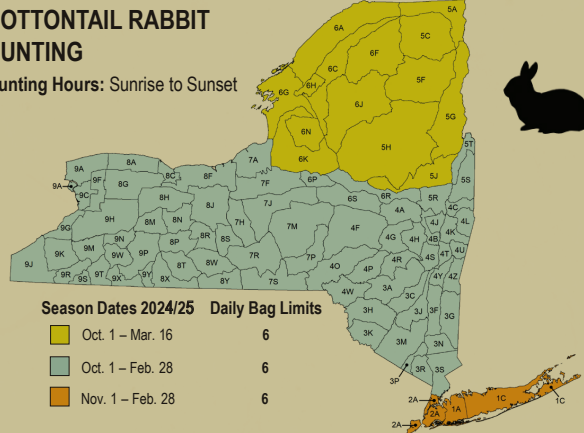 OTTONTAIL RABBIT
UNTING
unting Hours: Sunrise to Sunset
5A
6A
5C
6F
6C
5F
6H
6G
6J
5G
6N
5H
6K
5J
5T
7A
9A
8A
8C
8F
9F
9A
9C
8G
7F
6P
5S
8H
8J
7J
6S
6R
5R
4A
4C
9G
9H
8M
8N
7H
7M
4F
4J
4L
4G
4H
4B
4K
9N
8P
8R
8S
9K
9M
9W
9P
7R
7P
4R
4S
4T
4U
9J
9R
9S
9T
9X
9Y
8X
8T
8W
8Y
7S
4O
4P
4Y
4Z
4W
3A
3C
3H
3J
3F
3G
3K
3M
3N
3P
3R
3S
2A
2A
2A
1A
1C
1C
Season Dates 2024/25 Daily Bag Limits
Oct. 1 – Mar. 16 6
Oct. 1 – Feb. 28 6
Nov. 1 – Feb. 28 6